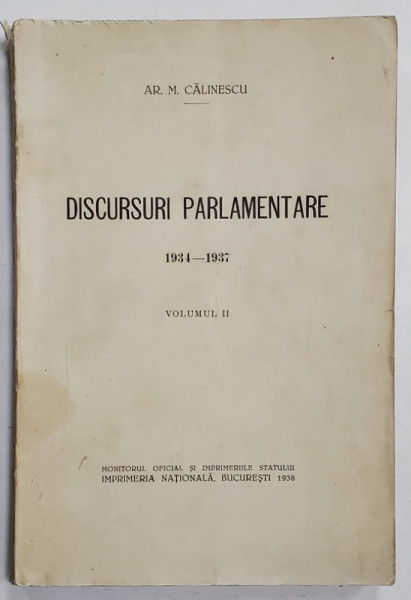 AR. M. CĂLINESCU
DISCURSURI PARLAMENTARE
1934—1937
VOLUMUL II
MONITORUL OFICIAL ȘI IMPRIMERIILE STATULUI
IMPRIMERIA NAȚIONALĂ, BUCUREȘTI 1938